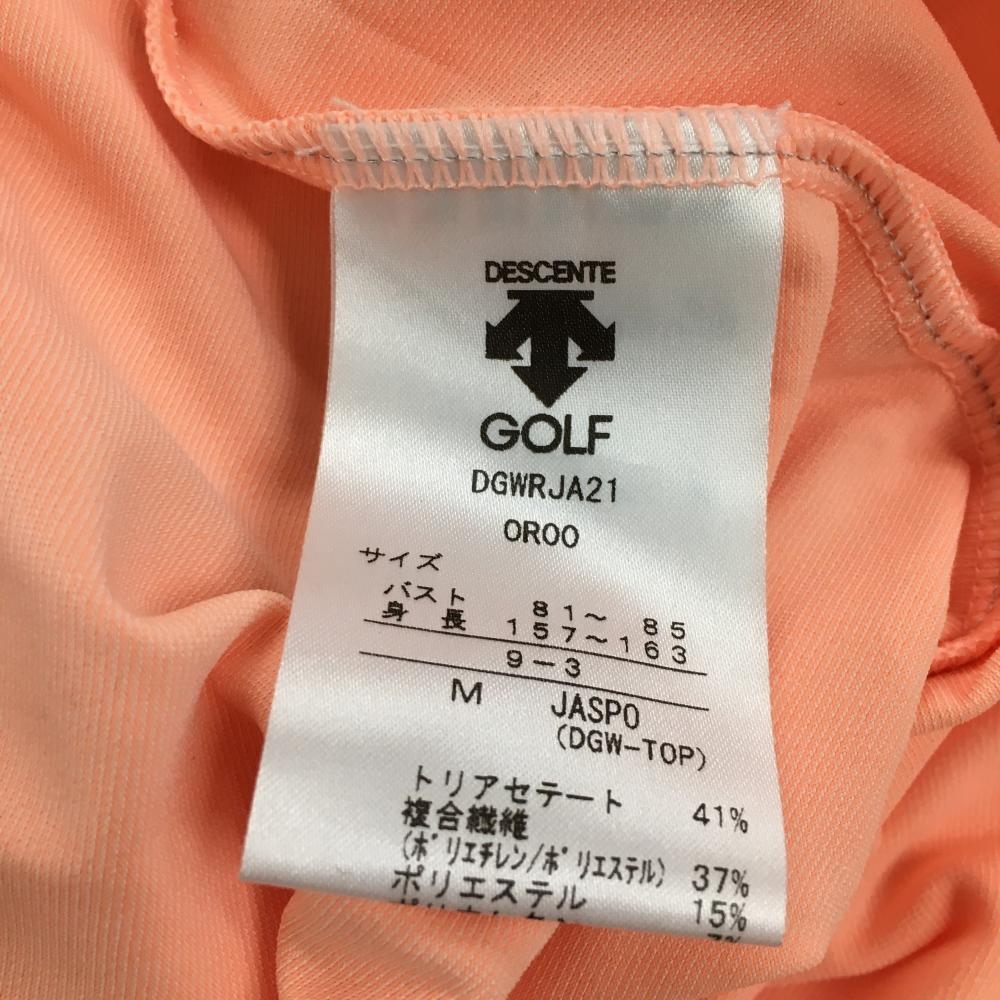 DESCENTE
GOLF
DGWRJA21
OR00
サイズ
バスト 81～ 85
身 長 157～163
9－3
M JASPO
(DGW-TOP)
トリアセテート 41%
複合繊維
(ﾎﾟﾘｴﾁﾚﾝ/ﾎﾟﾘｴｽﾃﾙ) 37%
ポリエステル 15%